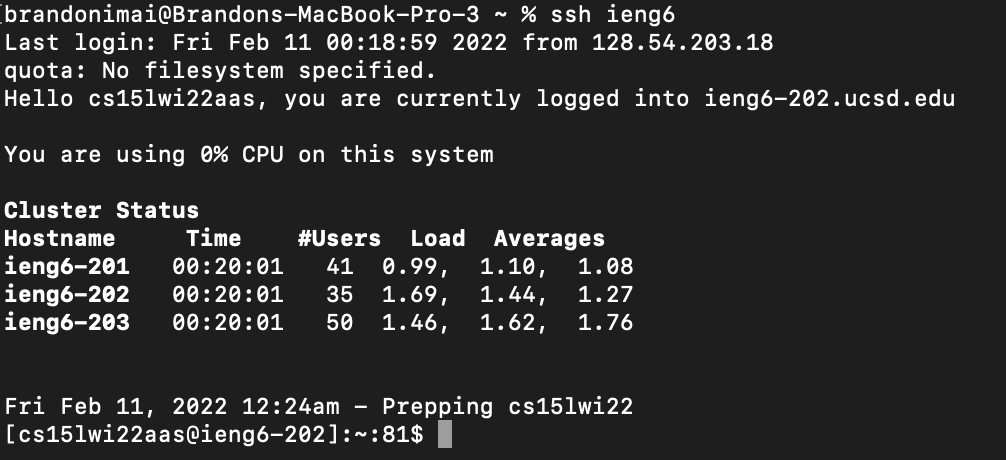 [brandonimai@Brandons-MacBook-Pro-3 ~ % ssh ieng6
Last login: Fri Feb 11 00:18:59 2022 from 128.54.203.18
quota: No filesystem specified.
Hello cs15lwi22aas, you are currently logged into ieng6-202.ucsd.edu
You are using 0% CPU on this system
Cluster Status
Hostname     Time    #Users  Load  Averages
ieng6-201   00:20:01   41  0.99,  1.10,  1.08
ieng6-202   00:20:01   35  1.69,  1.44,  1.27
ieng6-203   00:20:01   50  1.46,  1.62,  1.76
Fri Feb 11, 2022 12:24am - Prepping cs15lwi22
[cs15lwi22aas@ieng6-202]:~:81$